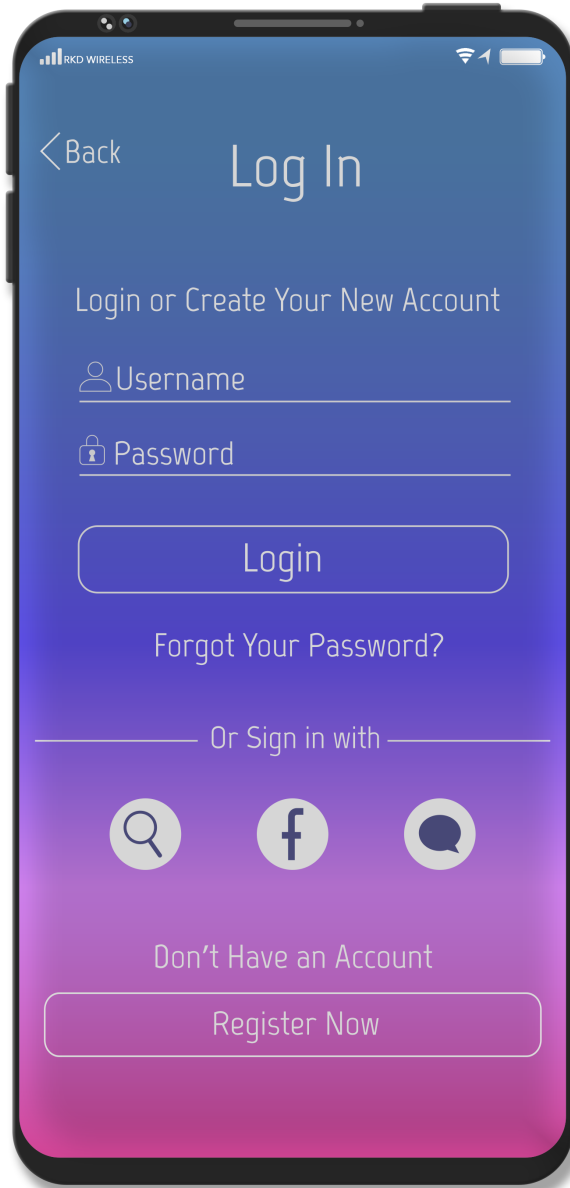 RKD WIRELESS
Back
Log In
Login or Create Your New Account
Username
Password
Login
Forgot Your Password?
Or Sign in with
f
Don't Have an Account
Register Now